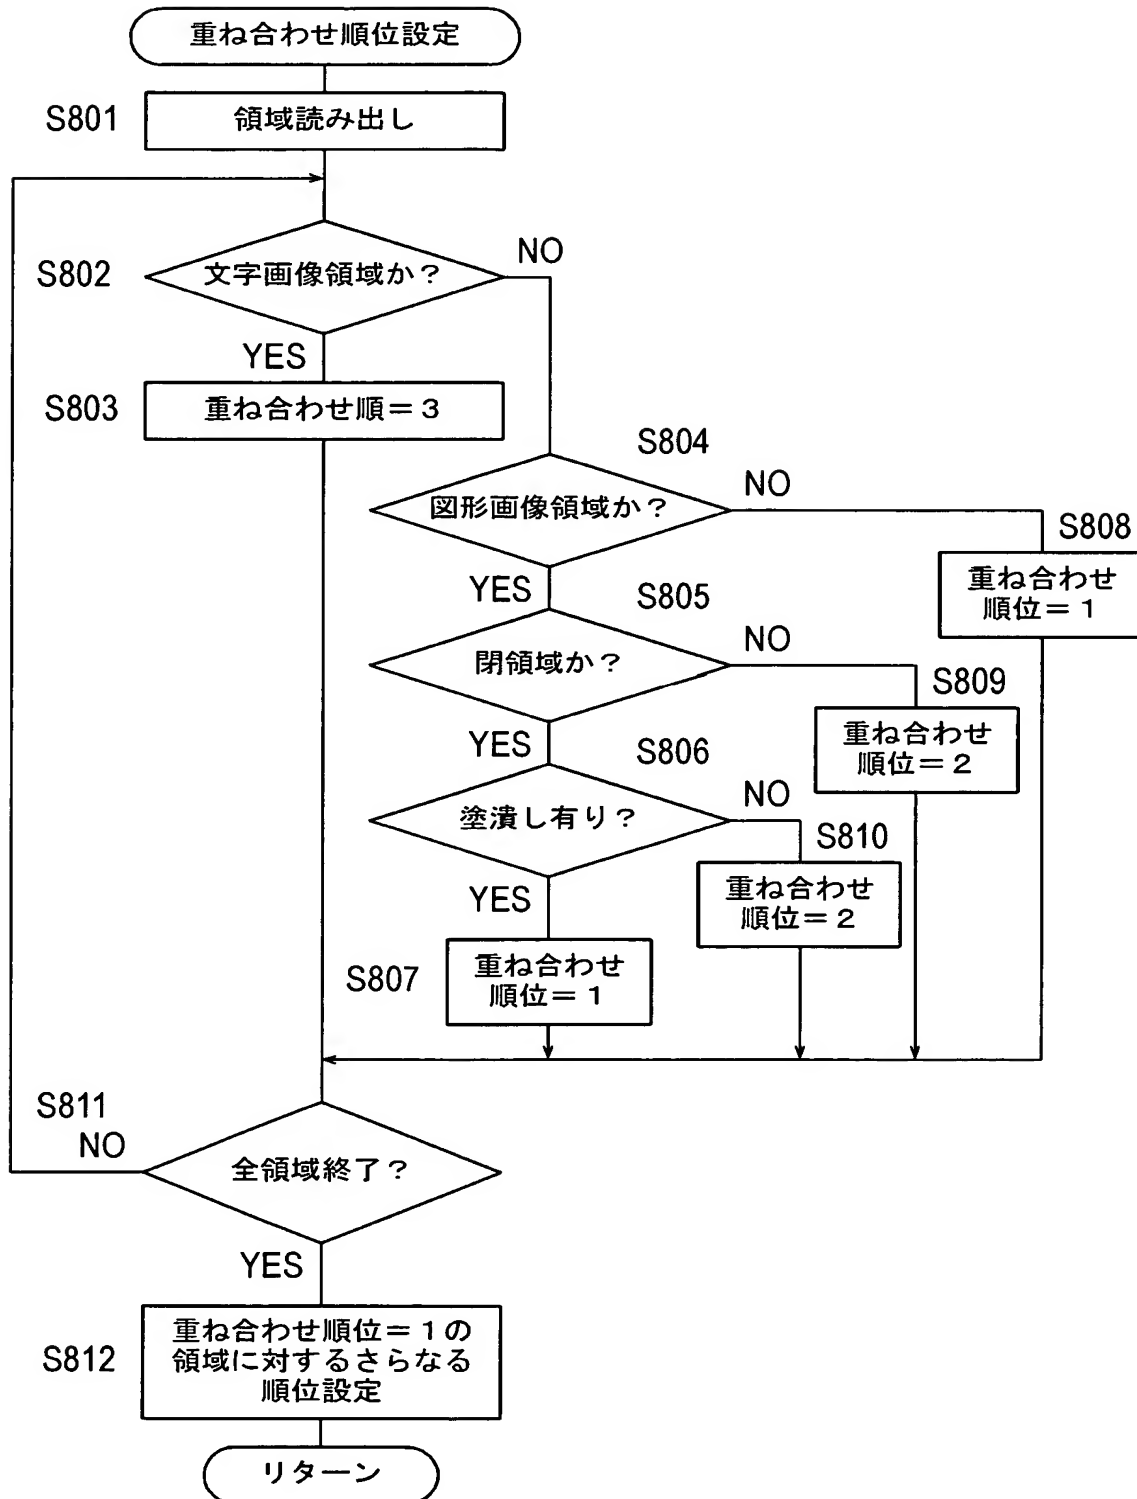 重ね合わせ順位設定
S801
領域読み出し
S802
文字画像領域か？
NO
YES
S803
重ね合わせ順＝3
S804
図形画像領域か？
NO
S808
重ね合わせ
順位＝1
YES
S805
閉領域か？
NO
S809
重ね合わせ
順位＝2
YES
S806
塗潰し有り？
NO
S810
重ね合わせ
順位＝2
YES
S807
重ね合わせ
順位＝1
S811
NO
全領域終了？
YES
S812
重ね合わせ順位＝1の
領域に対するさらなる
順位設定
リターン